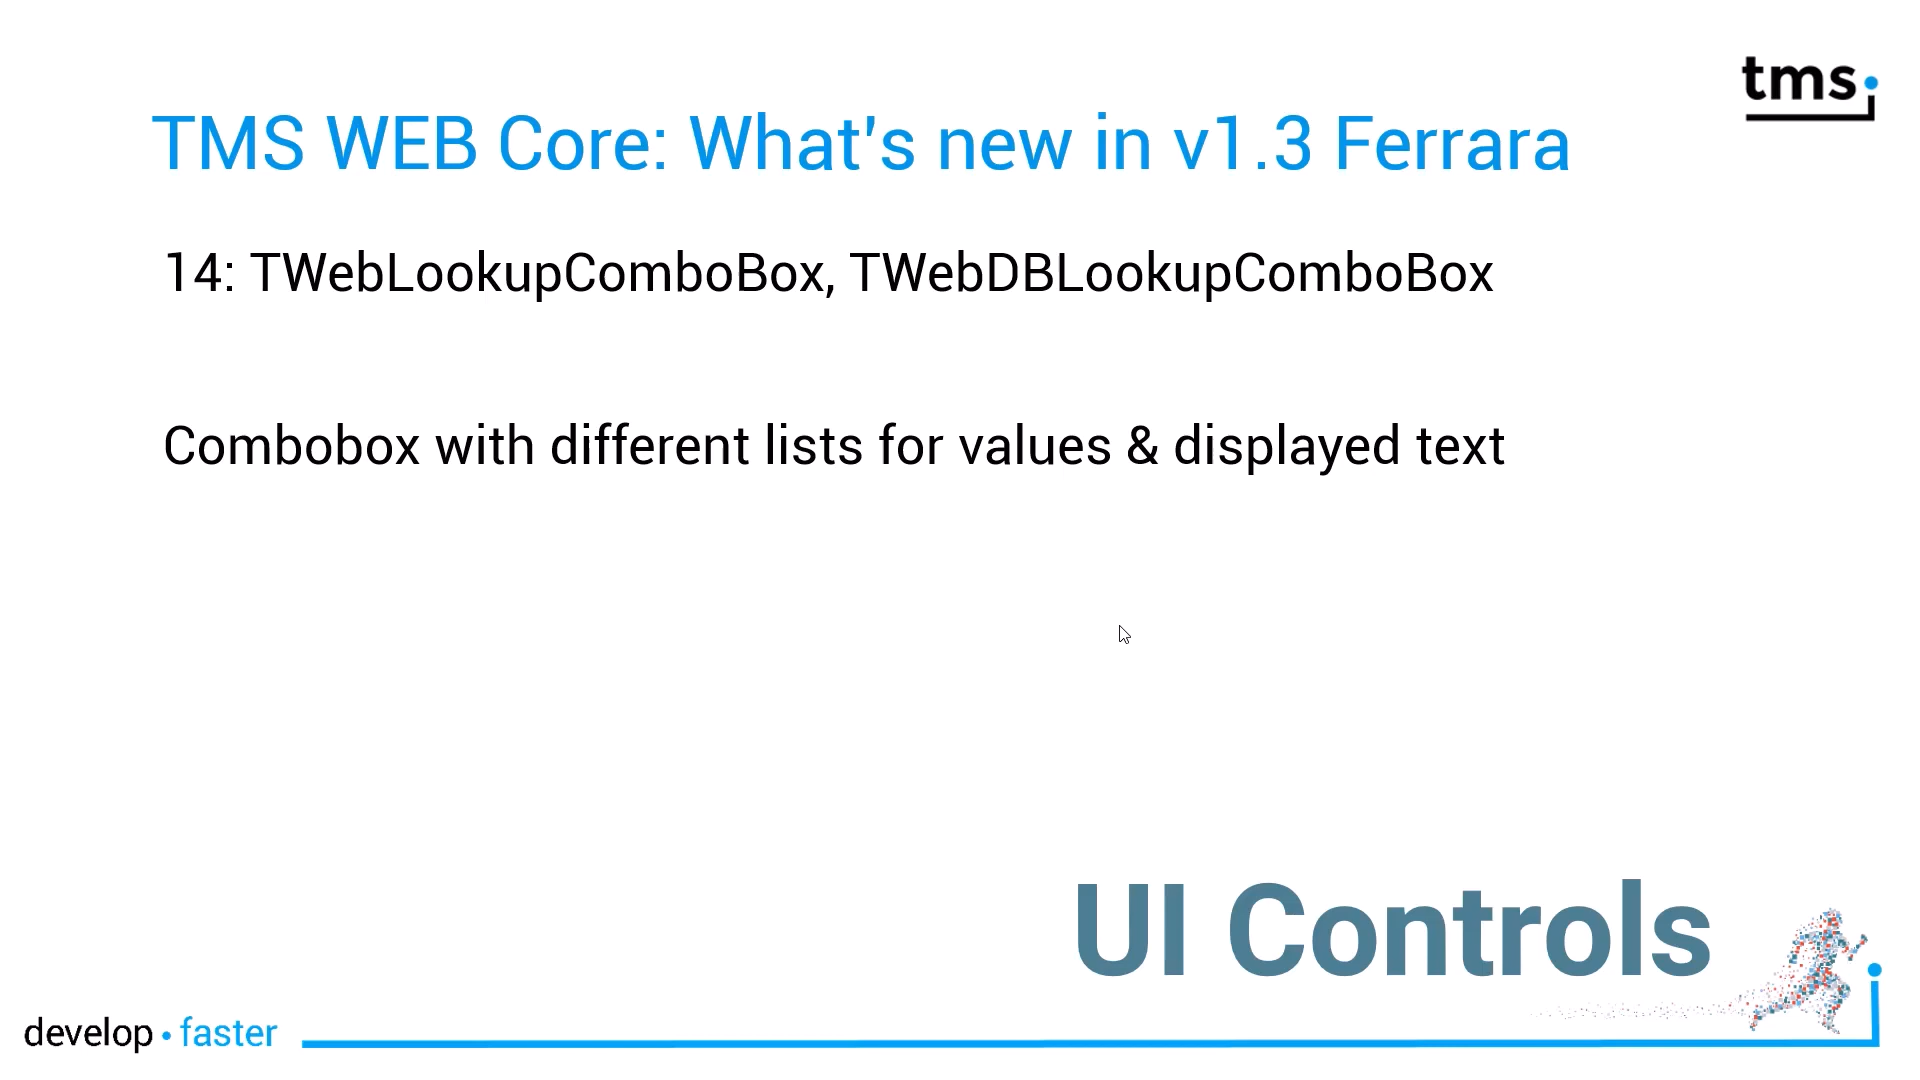 tms
TMS WEB Core: What's new in v1.3 Ferrara
14: TWebLookupComboBox, TWebDBLookupComboBox
Combobox with different lists for values & displayed text
UI Controls
develop • faster